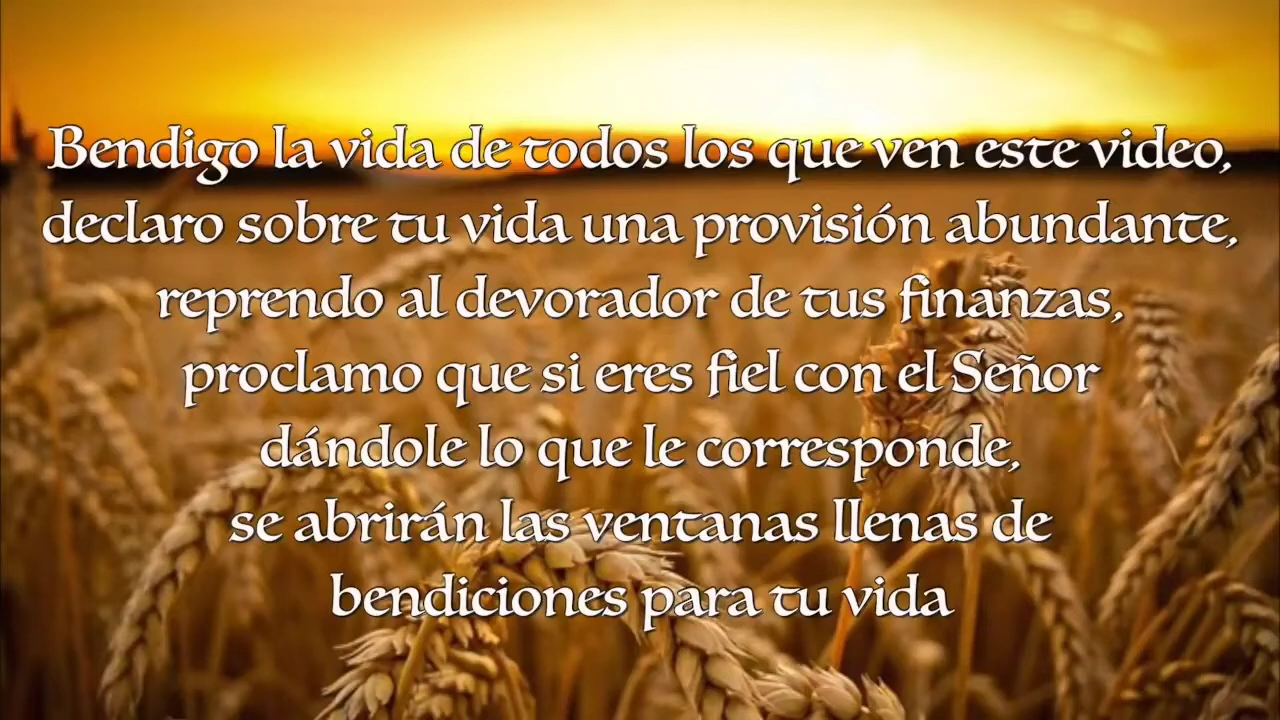 Bendigo la vida de todos los que ven este video,
declaro sobre tu vida una provisión abundante,
reprendo al devorador de tus finanzas,
proclamo que si eres fiel con el Señor
dándole lo que le corresponde,
se abrirán las ventanas llenas de
bendiciones para tu vida